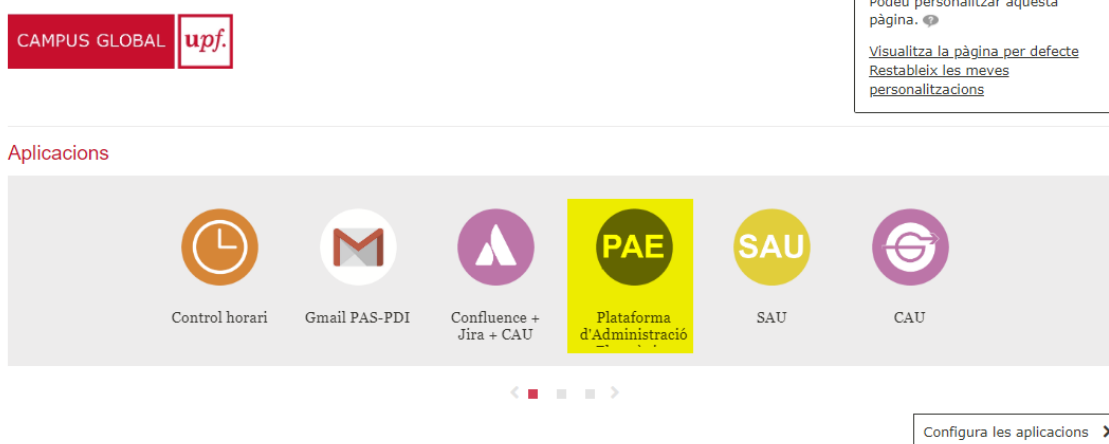 Podeu personalitzar aquesta
pàgina.
Visualitza la pàgina per defecte
Restableix les meves
personalitzacions
CAMPUS GLOBAL upf.
Aplicacions
PAE
SAU
Control horari
Gmail PAS-PDI
Confluence +
Jira + CAU
Plataforma
d'Administració
SAU
CAU
Configura les aplicacions